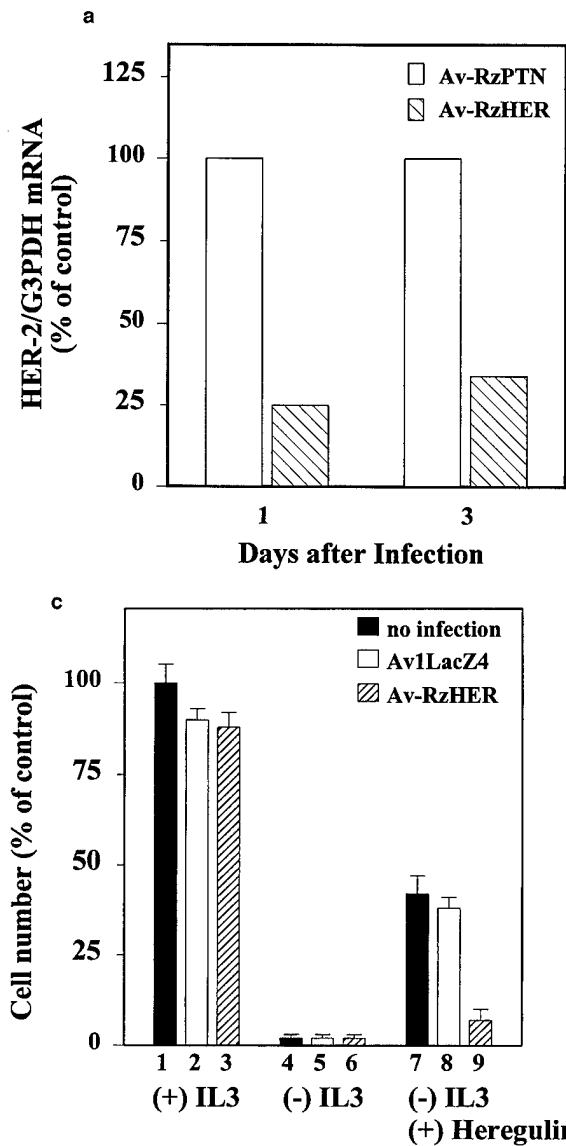 a
HER-2/G3PDH mRNA
(% of control)
125
100
75
50
25
0
Av-RzPTN
Av-RzHER
1
3
Days after Infection
c
Cell number (% of control)
100
75
50
25
0
no infection
Av1LacZ4
Av-RzHER
1 2 3 4 5 6 7 8 9
(+) IL3 (-) IL3 (-) IL3
(+) Heregulin